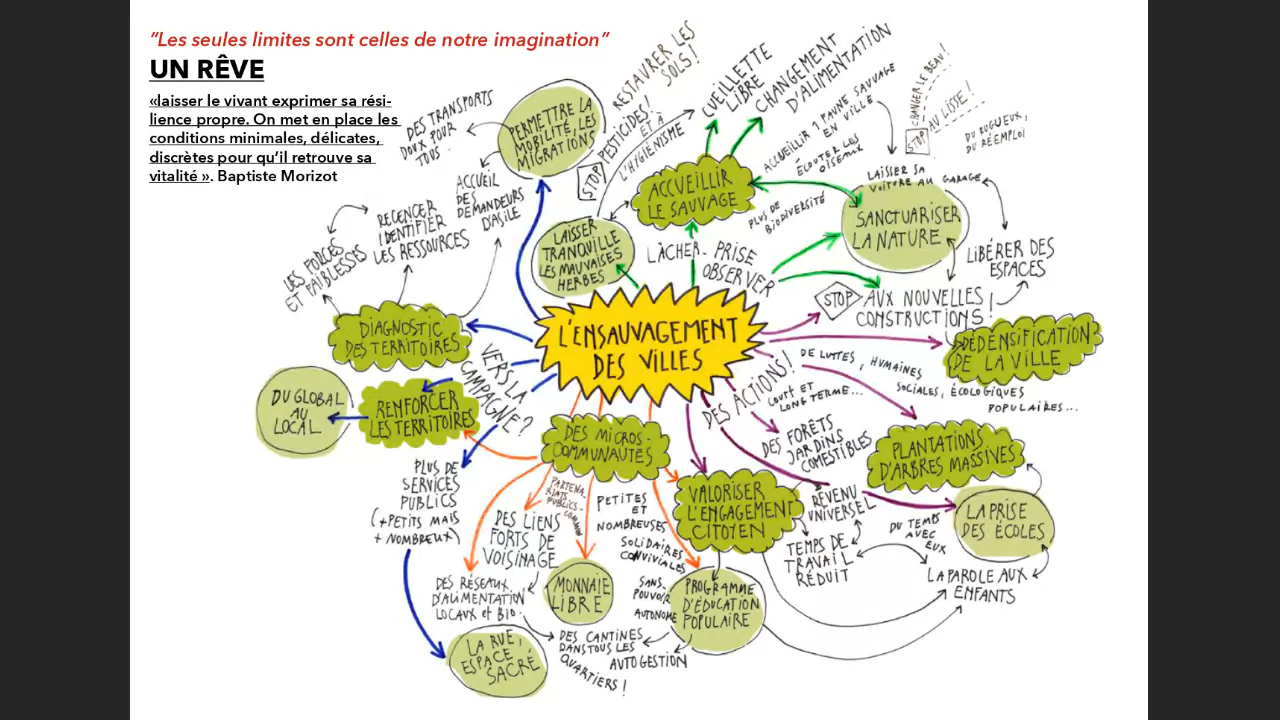 “Les seules limites sont celles de notre imagination”
UN RÊVE
«laisser le vivant exprimer sa rési-
lience propre. On met en place les
conditions minimales, délicates,
discrètes pour qu’il retrouve sa
vitalité ». Baptiste Morizot
DES TRANSPORTS
DOUX POUR
TOUS
PERMETTRE LA
MOBILITÉ, LES
MIGRATIONS
RESTAURER LES
SOLS!
STOP
PESTICIDES!
ET À
L'HYGIÉNISME
CUEILLETTE
LIBRE
CHANGEMENT
D'ALIMENTATION
ACCUEILLIR 1 FAUNE SAUVAGE
EN VILLE
ÉCOUTER LES
OISEAUX
CHANGER LE BEAU!
STOP
AU LISSE!
DU RUGUEUX,
DU RÉEMPLOI
ACCUEIL
DES
DEMANDEURS
D'ASILE
ACCUEILLIR
LE SAUVAGE
PLUS DE
BIODIVERSITÉ
LAISSER SA
VOITURE AU GARAGE
SANCTUARISER
LA NATURE
LIBÉRER DES
ESPACES
RECENCER
IDENTIFIER
LES RESSOURCES
LES FORCES
ET FAIBLESSES
LAISSER
TRANQUILLE
LES MAUVAISES
HERBES
LÂCHER-PRISE
OBSERVER
STOP
AUX NOUVELLES
CONSTRUCTIONS!
DIAGNOSTIC
DES TERRITOIRES
L'ENSAUVAGEMENT
DES VILLES
DÉDENSIFICATION
DE LA VILLE
VERS LA
CAMPAGNE?
DES ACTIONS!
DE LUTTES, HUMAINES
SOCIALES, ÉCOLOGIQUES
POPULAIRES...
COURT ET
LONG TERME...
DU GLOBAL
AU
LOCAL
RENFORCER
LES TERRITOIRES
DES MICROS-
COMMUNAUTÉS
DES FORÊTS
JARDINS
COMESTIBLES
PLANTATIONS
D'ARBRES MASSIVES
PLUS DE
SERVICES
PUBLICS
(+PETITS MAIS
+ NOMBREUX)
PARTENA-
RIATS
PUBLICS-
COMMUN
DES LIENS
FORTS DE
VOISINAGE
PETITES
ET
NOMBREUSES
SOLIDAIRES
CONVIVIALES
VALORISER
L'ENGAGEMENT
CITOYEN
REVENU
UNIVERSEL
LA PRISE
DES ÉCOLES
DU TEMPS
AVEC
EUX
TEMPS DE
TRAVAIL
RÉDUIT
LA PAROLE AUX
ENFANTS
DES RÉSEAUX
D'ALIMENTATION
LOCAUX et BIO.
MONNAIE
LIBRE
SANS-
POUVOIR
AUTONOME
PROGRAMME
D'ÉDUCATION
POPULAIRE
LA RUE,
ESPACE
SACRÉ
DES CANTINES
DANS TOUS LES
QUARTIERS!
AUTOGESTION